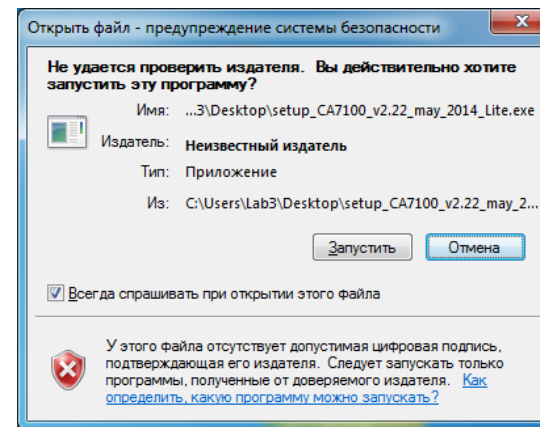 Открыть файл - предупреждение системы безопасности
Не удается проверить издателя. Вы действительно хотите
запустить эту программу?
Имя: ...3\Desktop\setup_CA7100_v2.22_may_2014_Lite.exe
Издатель: Неизвестный издатель
Тип: Приложение
Из: C:\Users\Lab3\Desktop\setup_CA7100_v2.22_may_2...
Запустить Отмена
Всегда спрашивать при открытии этого файла
У этого файла отсутствует допустимая цифровая подпись,
подтверждающая его издателя. Следует запускать только
программы, полученные от доверяемого издателя. Как
определить, какую программу можно запускать?